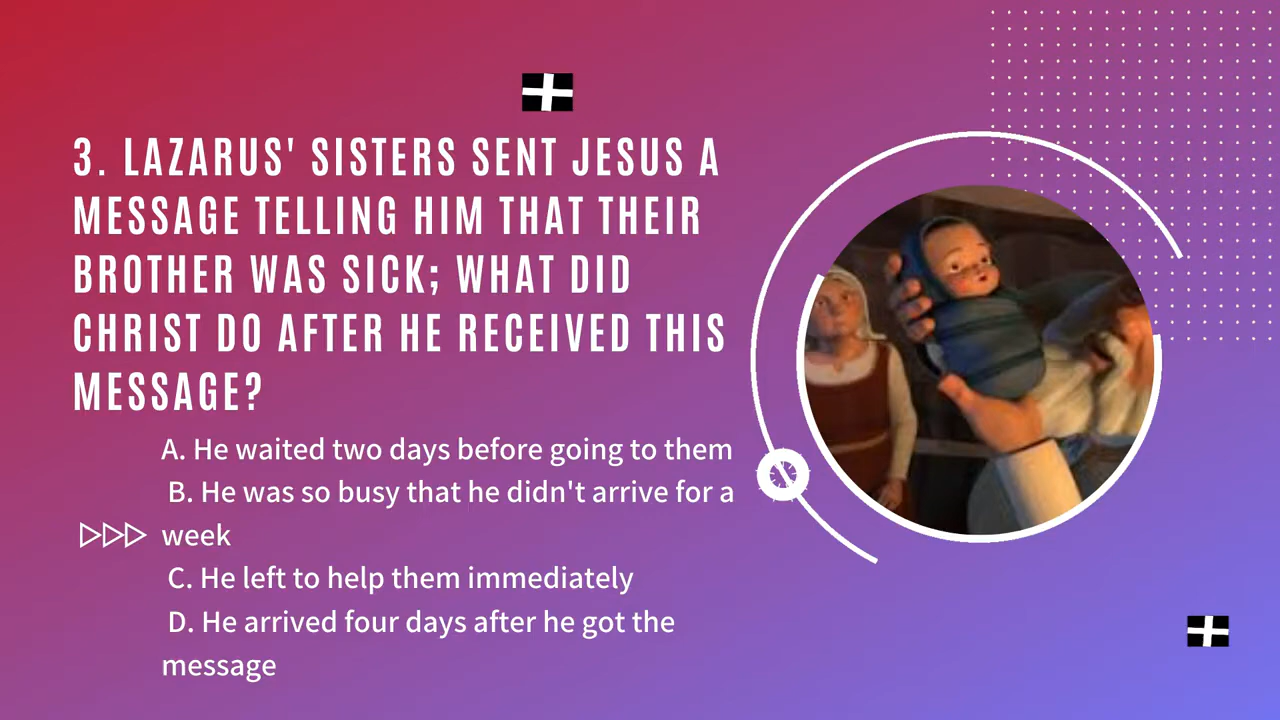 3. LAZARUS' SISTERS SENT JESUS A
MESSAGE TELLING HIM THAT THEIR
BROTHER WAS SICK; WHAT DID
CHRIST DO AFTER HE RECEIVED THIS
MESSAGE?
A. He waited two days before going to them
B. He was so busy that he didn't arrive for a
week
C. He left to help them immediately
D. He arrived four days after he got the
message